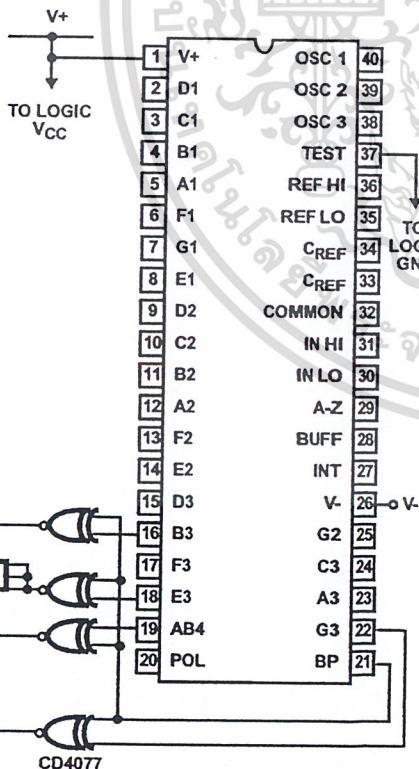 V+
TO LOGIC
VCC
1 V+ OSC 1 40
2 D1 OSC 2 39
3 C1 OSC 3 38
4 B1 TEST 37
5 A1 REF HI 36
6 F1 REF LO 35
7 G1 CREF 34
8 E1 CREF 33
9 D2 COMMON 32
10 C2 IN HI 31
11 B2 IN LO 30
12 A2 A-Z 29
13 F2 BUFF 28
14 E2 INT 27
15 D3 V- 26 V-
16 B3 G2 25
17 F3 C3 24
18 E3 A3 23
19 AB4 G3 22
20 POL BP 21
CD4077